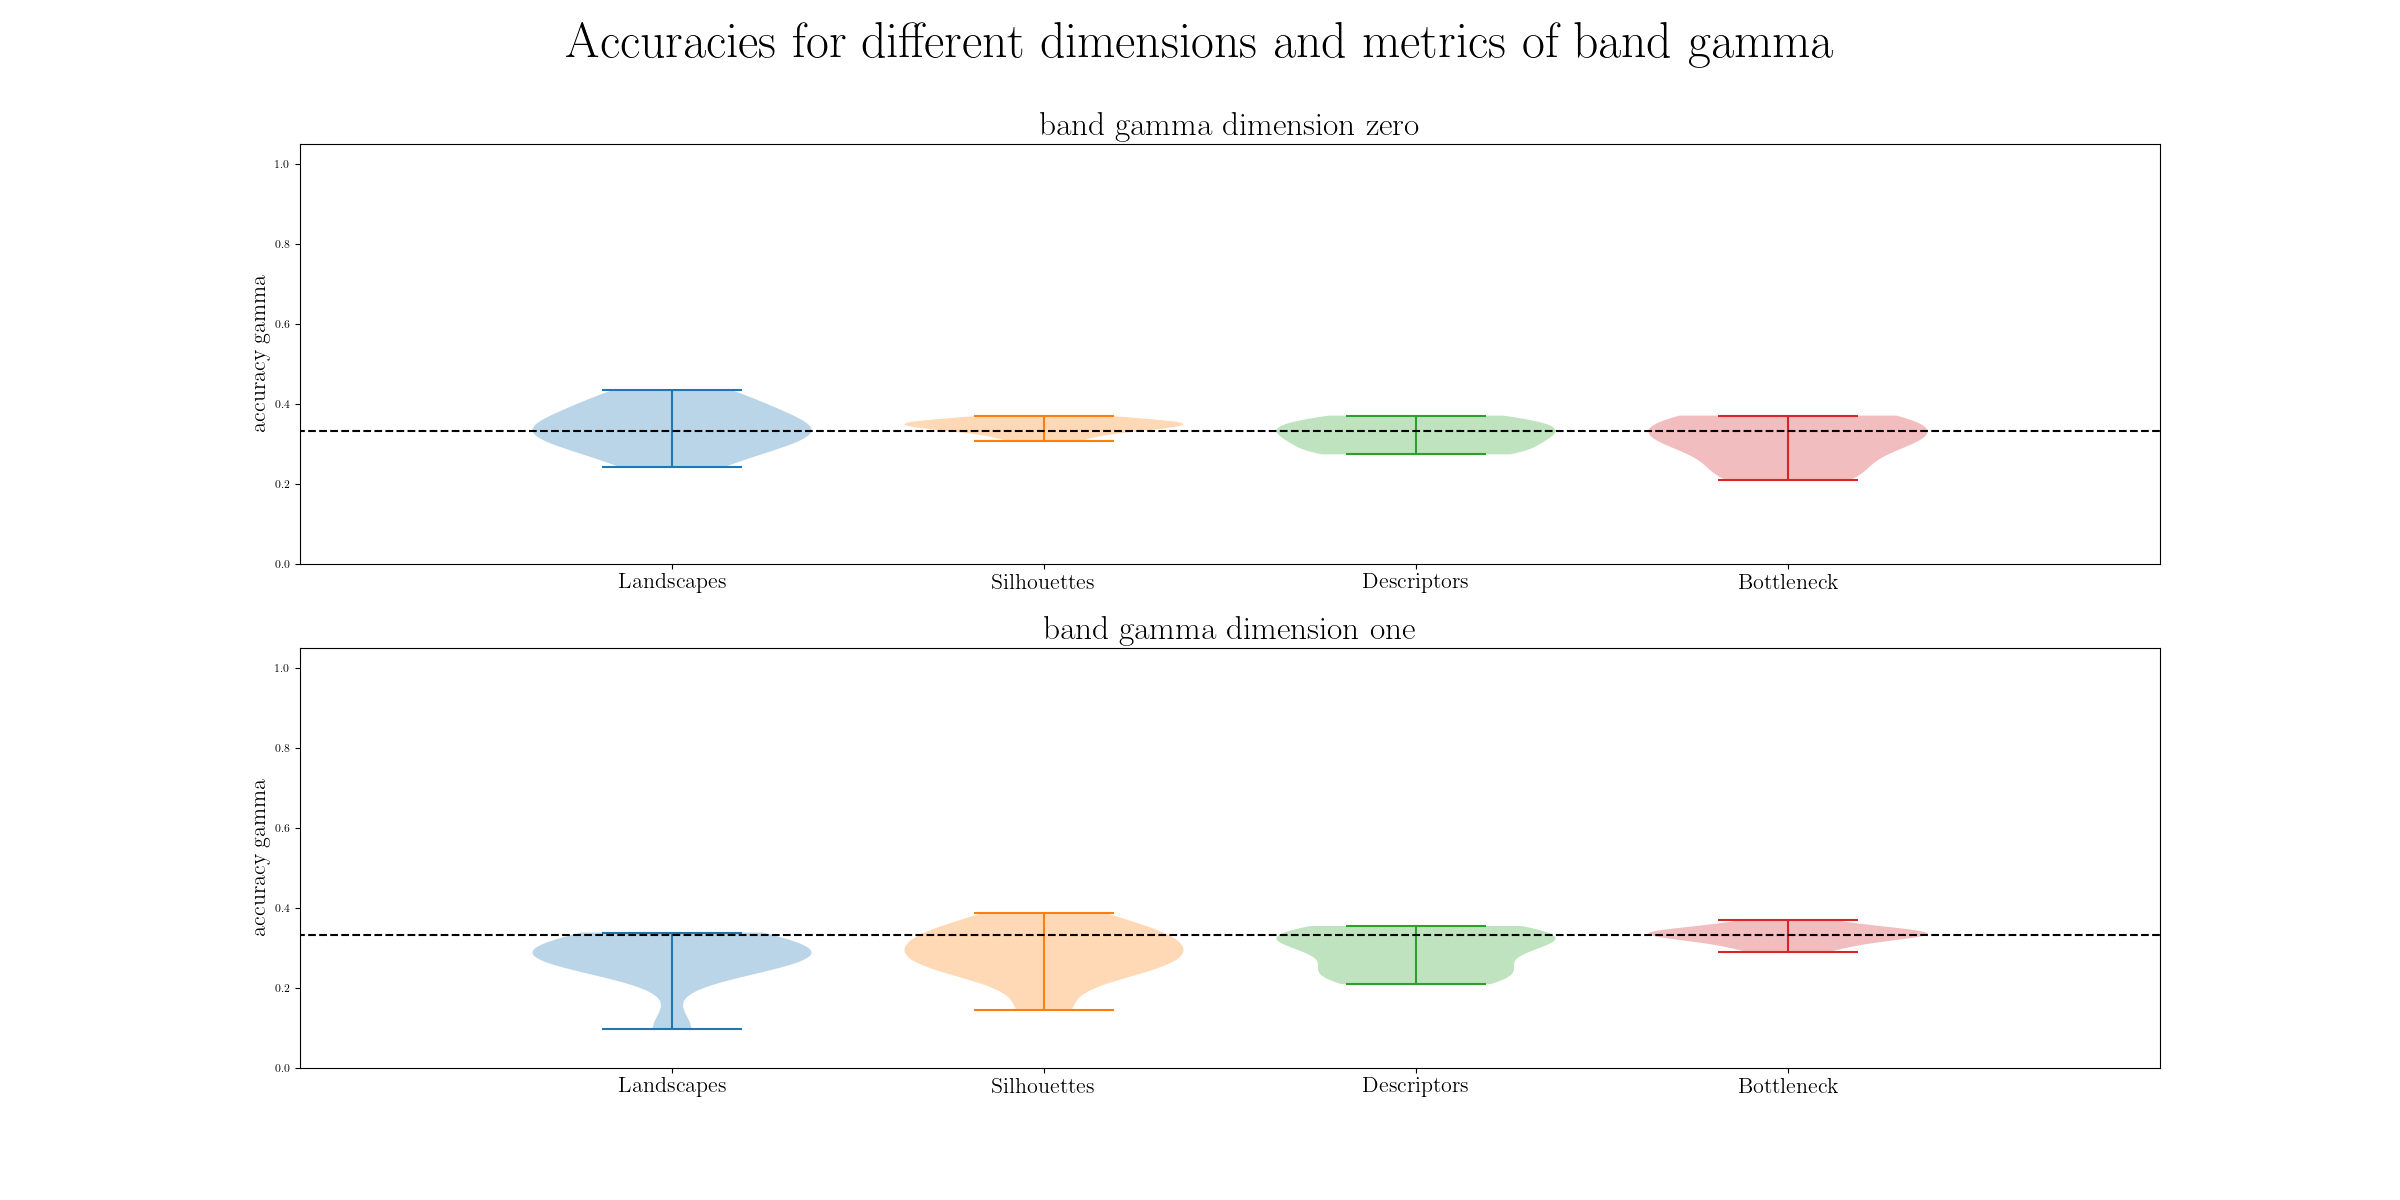 Accuracies for different dimensions and metrics of band gamma
band gamma dimension zero
accuracy gamma
1.0
0.8
0.6
0.4
0.2
0.0
Landscapes
Silhouettes
Descriptors
Bottleneck
band gamma dimension one
accuracy gamma
1.0
0.8
0.6
0.4
0.2
0.0
Landscapes
Silhouettes
Descriptors
Bottleneck